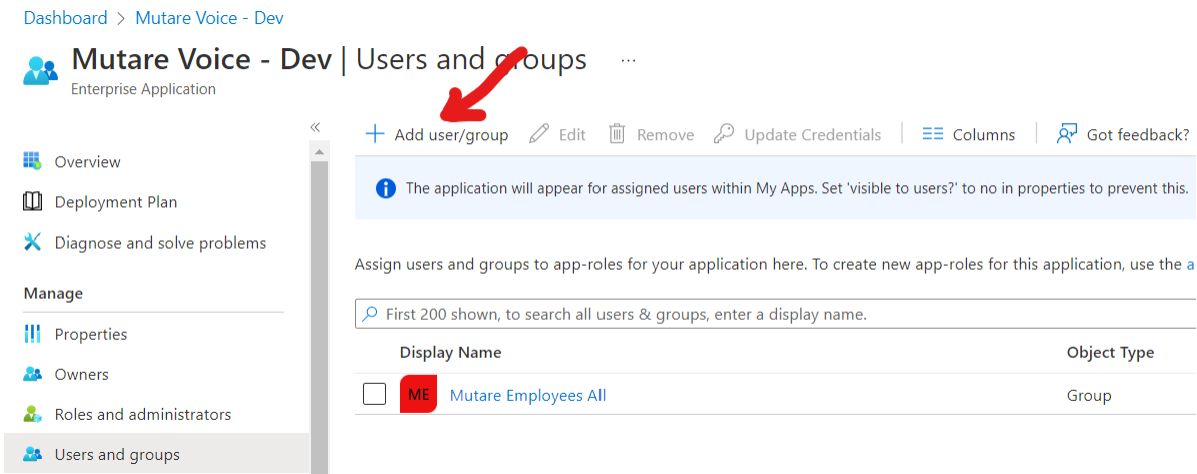 Dashboard > Mutare Voice - Dev
Mutare Voice - Dev | Users and groups ...
Enterprise Application
«
+ Add user/group Edit Remove Update Credentials Columns Got feedback?
The application will appear for assigned users within My Apps. Set 'visible to users?' to no in properties to prevent this.
Assign users and groups to app-roles for your application here. To create new app-roles for this application, use the a
First 200 shown, to search all users & groups, enter a display name.
Display Name Object Type
ME Mutare Employees All Group
Overview
Deployment Plan
Diagnose and solve problems
Manage
Properties
Owners
Roles and administrators
Users and groups